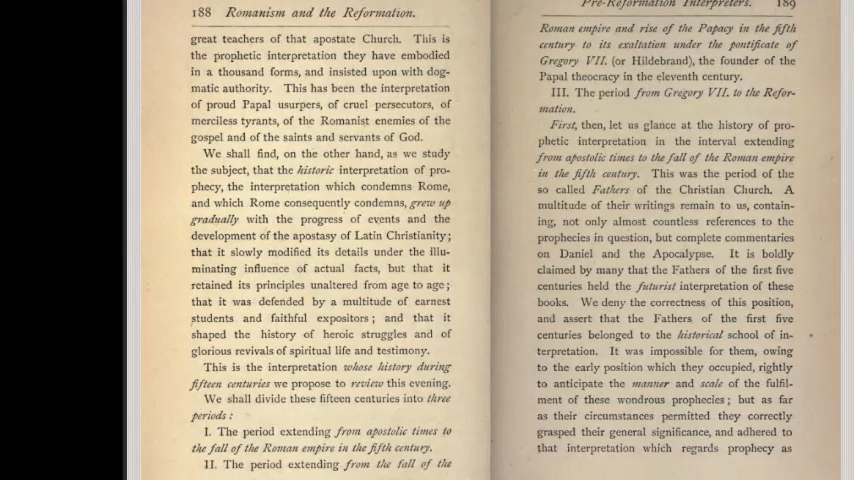 188 Romanism and the Reformation.
great teachers of that apostate Church. This is
the prophetic interpretation they have embodied
in a thousand forms, and insisted upon with dog-
matic authority. This has been the interpretation
of proud Papal usurpers, of cruel persecutors, of
merciless tyrants, of the Romanist enemies of the
gospel and of the saints and servants of God.
We shall find, on the other hand, as we study
the subject, that the historic interpretation of pro-
phecy, the interpretation which condemns Rome,
and which Rome consequently condemns, grew up
gradually with the progress of events and the
development of the apostasy of Latin Christianity;
that it slowly modified its details under the illu-
minating influence of actual facts, but that it
retained its principles unaltered from age to age;
that it was defended by a multitude of earnest
students and faithful expositors; and that it
shaped the history of heroic struggles and of
glorious revivals of spiritual life and testimony.
This is the interpretation whose history during
fifteen centuries we propose to review this evening.
We shall divide these fifteen centuries into three
periods:
I. The period extending from apostolic times to
the fall of the Roman empire in the fifth century.
II. The period extending from the fall of the
Pre-Reformation Interpreters. 189
Roman empire and rise of the Papacy in the fifth
century to its exaltation under the pontificate of
Gregory VII. (or Hildebrand), the founder of the
Papal theocracy in the eleventh century.
III. The period from Gregory VII. to the Refor-
mation.
First, then, let us glance at the history of pro-
phetic interpretation in the interval extending
from apostolic times to the fall of the Roman empire
in the fifth century. This was the period of the
so called Fathers of the Christian Church. A
multitude of their writings remain to us, contain-
ing, not only almost countless references to the
prophecies in question, but complete commentaries
on Daniel and the Apocalypse. It is boldly
claimed by many that the Fathers of the first five
centuries held the futurist interpretation of these
books. We deny the correctness of this position,
and assert that the Fathers of the first five
centuries belonged to the historical school of in-
terpretation. It was impossible for them, owing
to the early position which they occupied, rightly
to anticipate the manner and scale of the fulfil-
ment of these wondrous prophecies; but as far
as their circumstances permitted they correctly
grasped their general significance, and adhered to
that interpretation which regards prophecy as